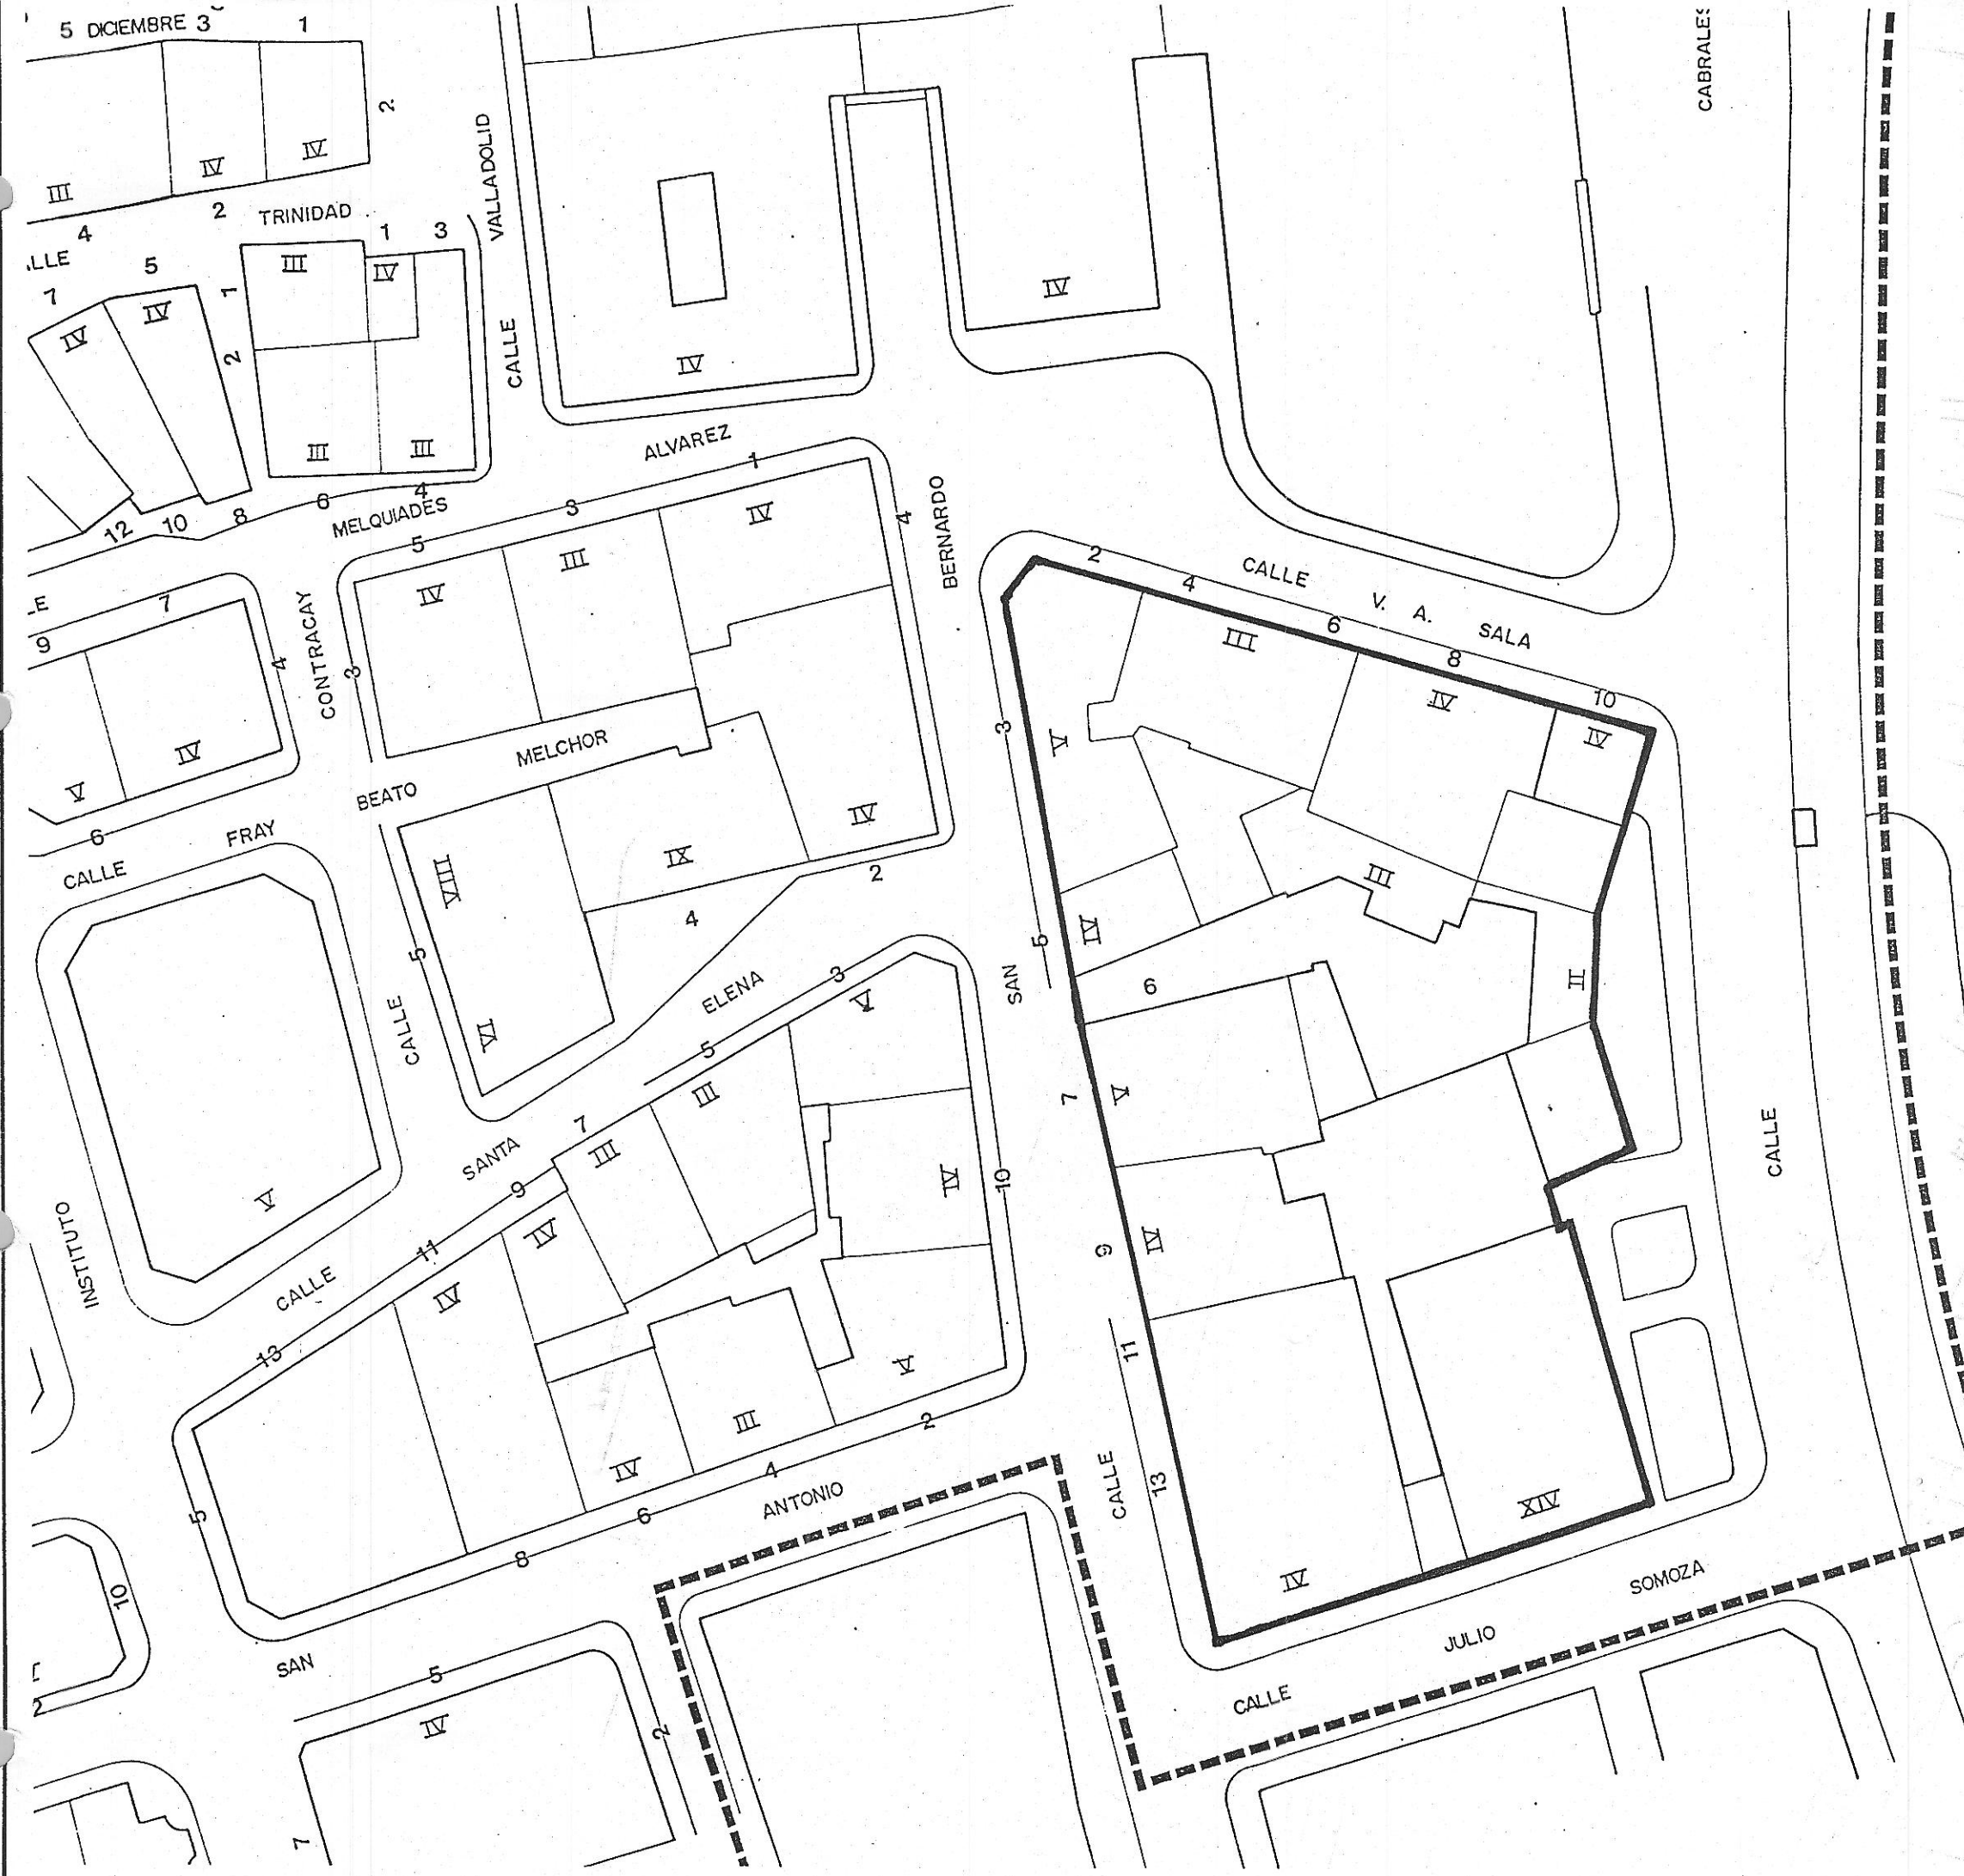 5 DICIEMBRE 3 1
CABRALES
2
IV
IV
III
VALLADOLID
2
TRINIDAD
4
1 3
5
III
IV
7
1
IV
IV
2
IV
CALLE
IV
III
III
ALVAREZ
1
4
6
MELQUIADES
3
IV
4
BERNARDO
12 10 8
5
III
IV
2
4
CALLE
V. A. SALA
6
8
10
7
9
CONTRACAY
4
3
III
IV
IV
3
V
IV
MELCHOR
V
BEATO
IV
6
FRAY
CALLE
VIII
IX
2
III
4
IV
5
5
ELENA
3
V
SAN
6
II
VI
CALLE
5
III
7
V
7
SANTA
III
CALLE
9
IV
10
V
IV
11
IV
9
INSTITUTO
CALLE
IV
13
11
V
III
2
IV
4
CALLE
13
XIV
5
6
ANTONIO
8
10
IV
SOMOZA
JULIO
SAN
5
CALLE
2
IV
2
7